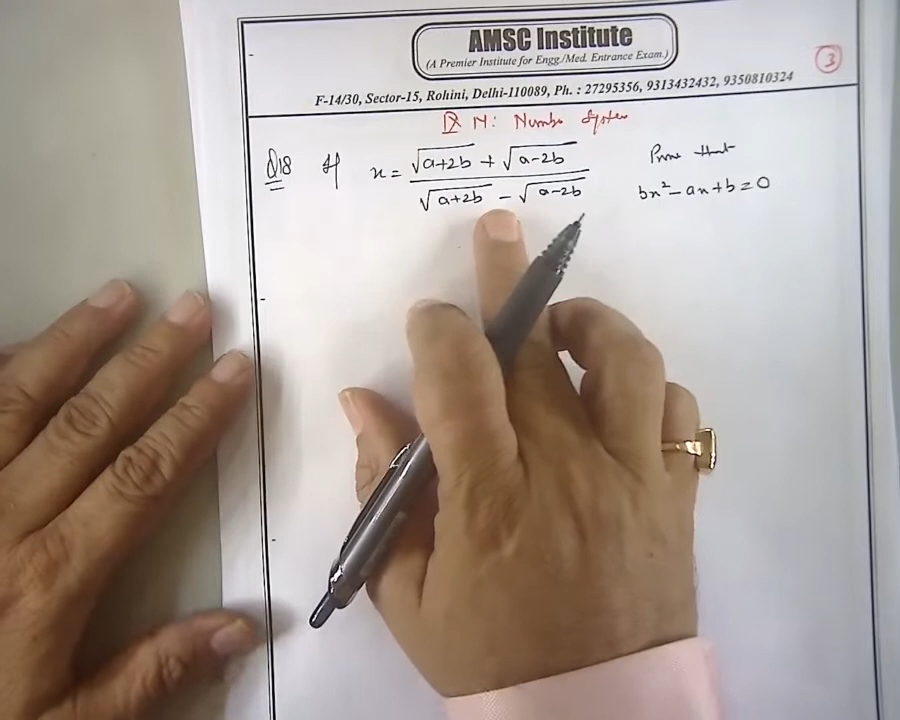 AMSC Institute
(A Premier Institute for Engg./Med. Entrance Exam.)
3
F-14/30, Sector-15, Rohini, Delhi-110089, Ph. : 27295356, 9313432432, 9350810324
IX M: Number System
Q18 If x = (√(a+2b) + √(a-2b)) / (√(a+2b) - √(a-2b)) Prove that
bx² - ax + b = 0